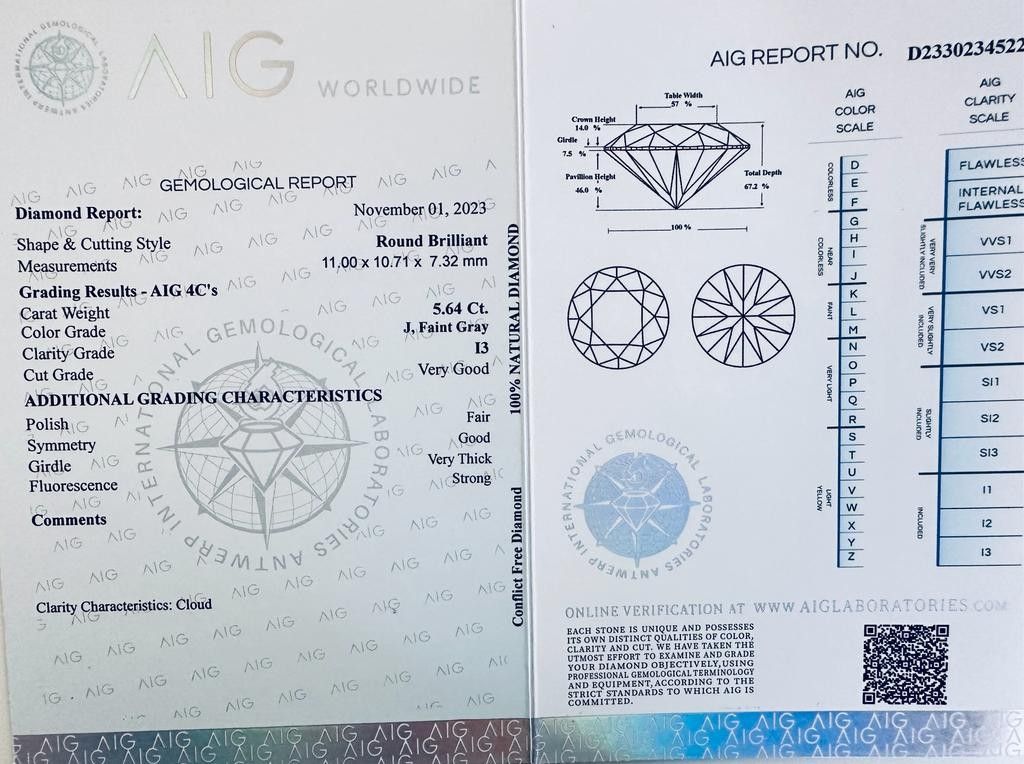 AIG
WORLDWIDE
INTERNATIONAL GEMOLOGICAL LABORATORIES ANTWERP
GEMOLOGICAL REPORT
Diamond Report: November 01, 2023
Shape & Cutting Style Round Brilliant
Measurements 11.00 x 10.71 x 7.32 mm
Grading Results - AIG 4C's
Carat Weight 5.64 Ct.
Color Grade J, Faint Gray
Clarity Grade I3
Cut Grade Very Good
ADDITIONAL GRADING CHARACTERISTICS
Polish Fair
Symmetry Good
Girdle Very Thick
Fluorescence Strong
Comments
Clarity Characteristics: Cloud
INTERNATIONAL GEMOLOGICAL LABORATORIES ANTWERP
100% NATURAL DIAMOND
Conflict Free Diamond
AIG REPORT NO. D2330234522
Table Width
57 %
Crown Height
14.0 %
Girdle
7.5 %
Pavillion Height
46.0 %
Total Depth
67.2 %
100 %
AIG
COLOR
SCALE
COLORLESS
D
E
F
NEAR COLORLESS
G
H
I
J
FAINT
K
L
M
VERY LIGHT
N
O
P
Q
R
LIGHT YELLOW
S
T
U
V
W
X
Y
Z
AIG
CLARITY
SCALE
FLAWLESS
INTERNAL
FLAWLESS
VERY VERY SLIGHTLY INCLUDED
VVS1
VVS2
VERY SLIGHTLY INCLUDED
VS1
VS2
SLIGHTLY INCLUDED
SI1
SI2
SI3
INCLUDED
I1
I2
I3
INTERNATIONAL GEMOLOGICAL LABORATORIES ANTWERP
ONLINE VERIFICATION AT WWW.AIGLABORATORIES.COM
EACH STONE IS UNIQUE AND POSSESSES
ITS OWN DISTINCT QUALITIES OF COLOR,
CLARITY AND CUT. WE HAVE TAKEN THE
UTMOST EFFORT TO EXAMINE AND GRADE
YOUR DIAMOND OBJECTIVELY, USING
PROFESSIONAL GEMOLOGICAL TERMINOLOGY
AND EQUIPMENT, ACCORDING TO THE
STRICT STANDARDS TO WHICH AIG IS
COMMITTED.